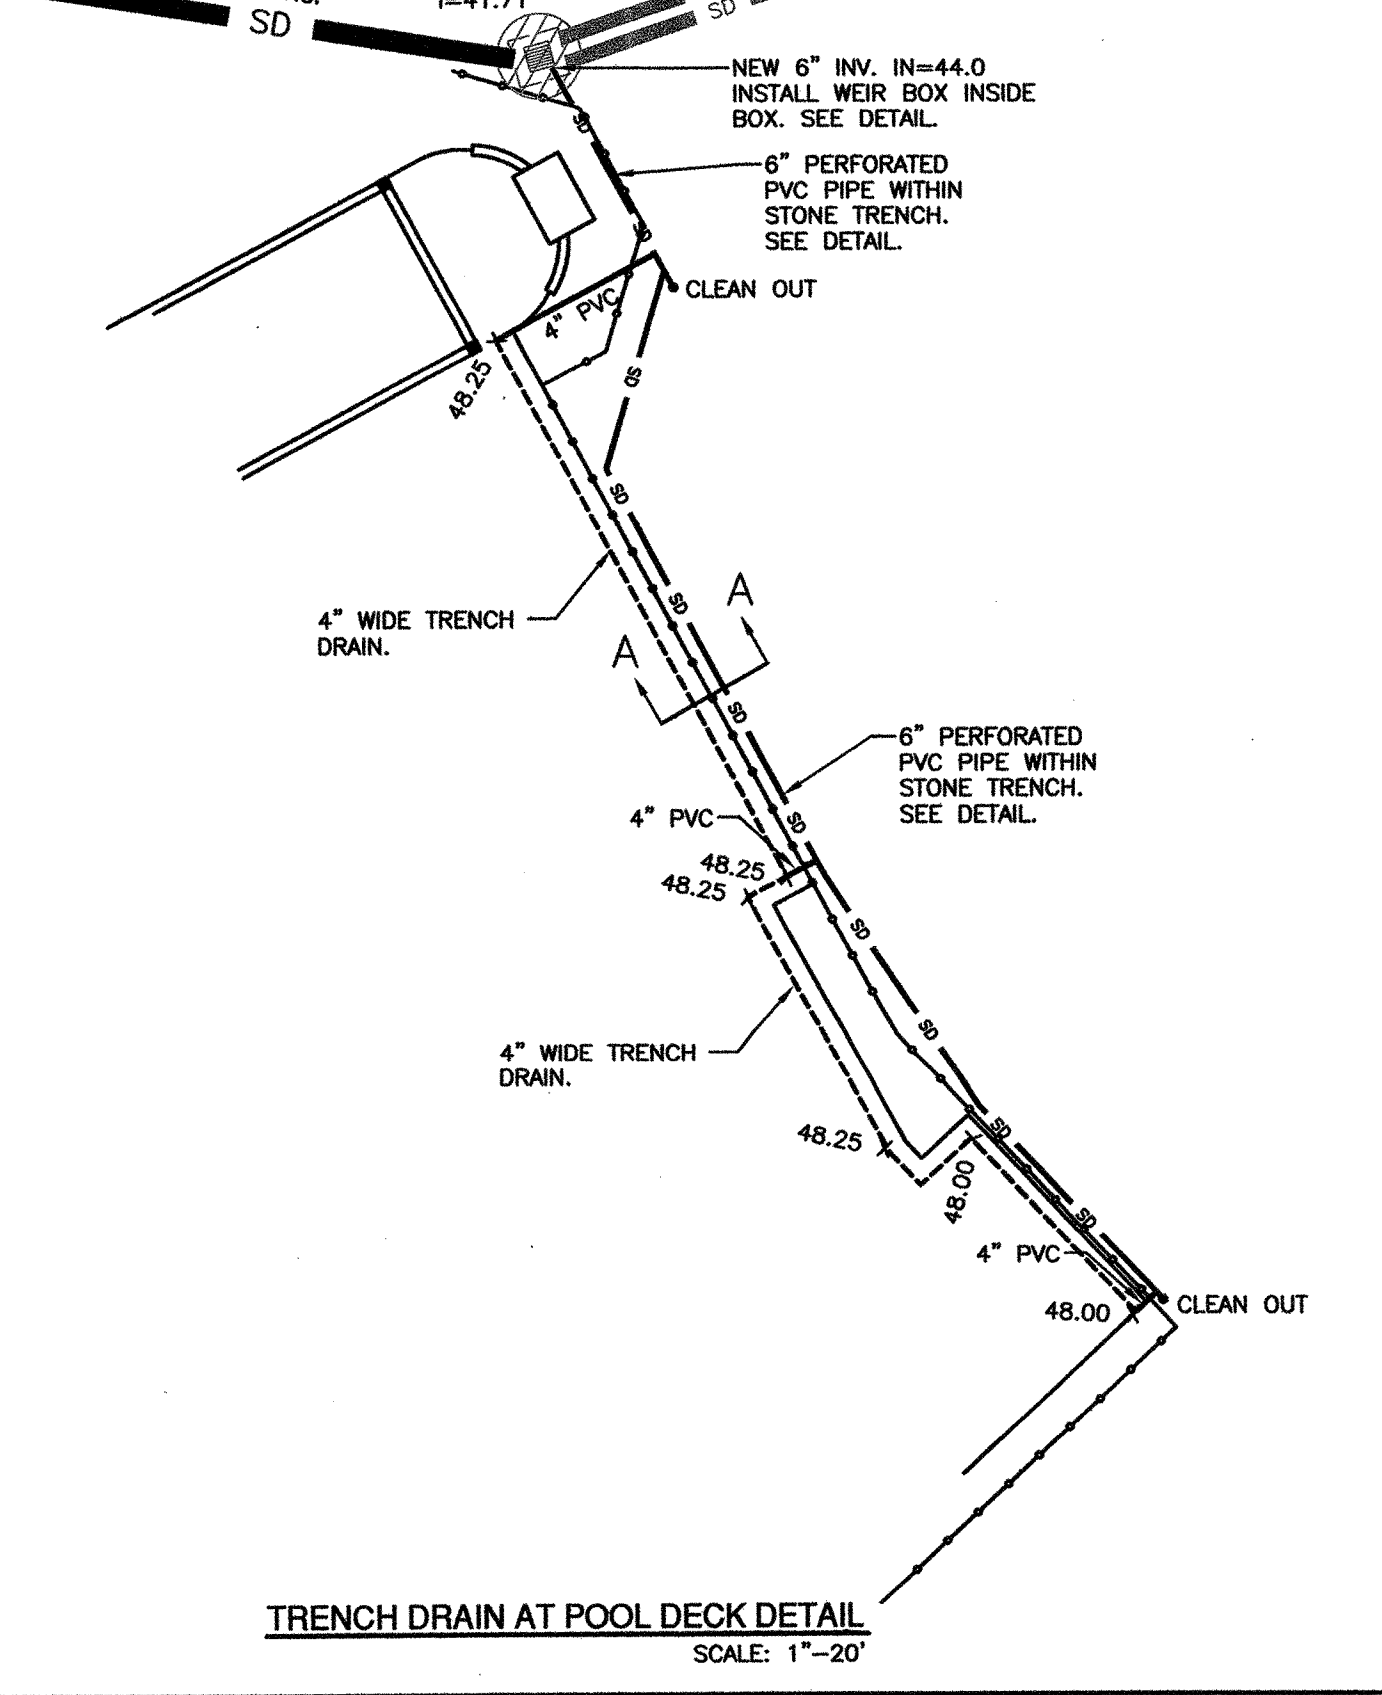 SD
SD
NEW 6" INV. IN=44.0
INSTALL WEIR BOX INSIDE
BOX. SEE DETAIL.
SD
6" PERFORATED
PVC PIPE WITHIN
STONE TRENCH.
SEE DETAIL.
SD
CLEAN OUT
4" PVC
48.25
SD
SD
4" WIDE TRENCH
DRAIN.
SD
A
A
SD
6" PERFORATED
PVC PIPE WITHIN
STONE TRENCH.
SEE DETAIL.
4" PVC
SD
48.25
48.25
SD
SD
4" WIDE TRENCH
DRAIN.
48.25
SD
48.00
SD
4" PVC
48.00
CLEAN OUT
TRENCH DRAIN AT POOL DECK DETAIL
SCALE: 1"-20'